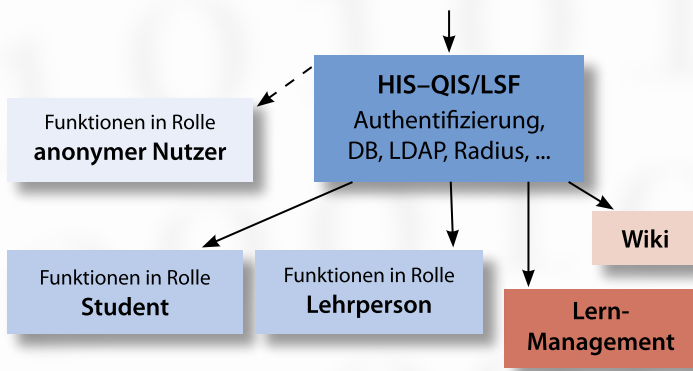 HIS–QIS/LSF
Authentifizierung,
DB, LDAP, Radius, ...
Funktionen in Rolle
anonymer Nutzer
Funktionen in Rolle
Student
Funktionen in Rolle
Lehrperson
Wiki
Lern-
Management